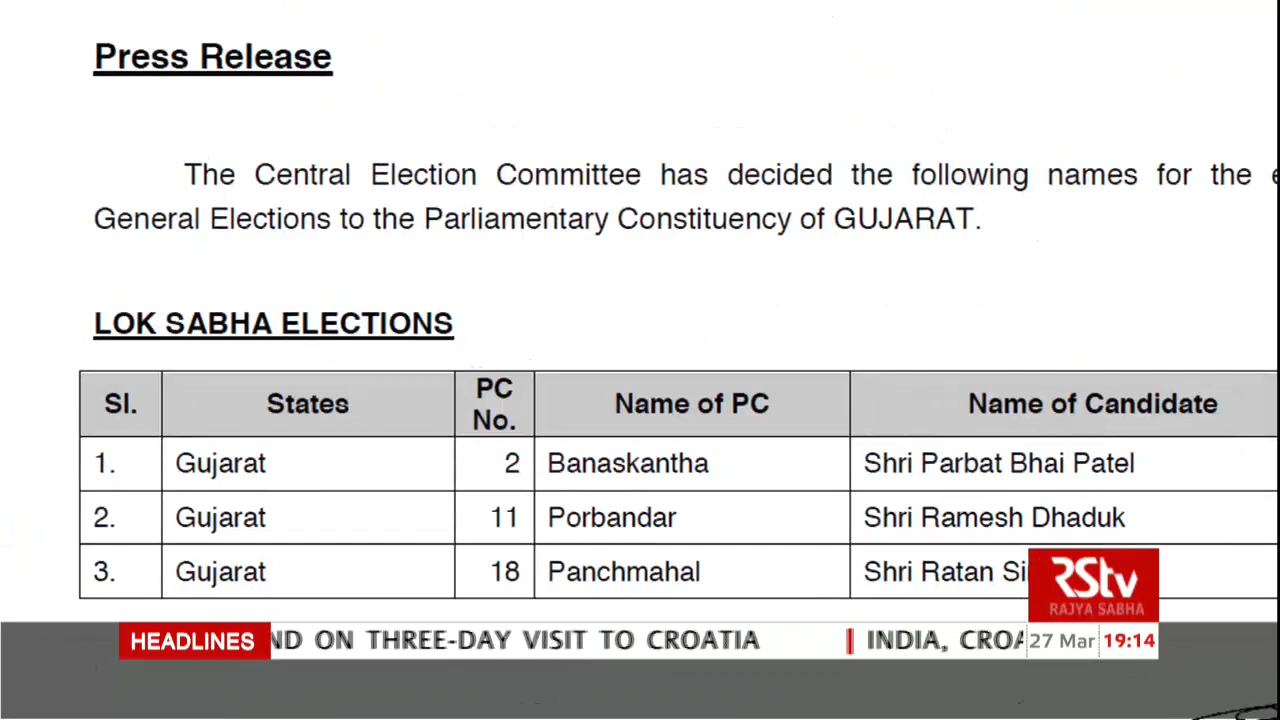 Press Release
The Central Election Committee has decided the following names for the
General Elections to the Parliamentary Constituency of GUJARAT.
LOK SABHA ELECTIONS
Sl. States PC No. Name of PC Name of Candidate
1. Gujarat 2 Banaskantha Shri Parbat Bhai Patel
2. Gujarat 11 Porbandar Shri Ramesh Dhaduk
3. Gujarat 18 Panchmahal Shri Ratan
RSTV
RAJYA SABHA
HEADLINES ND ON THREE-DAY VISIT TO CROATIA INDIA, CROA 27 Mar 19:14